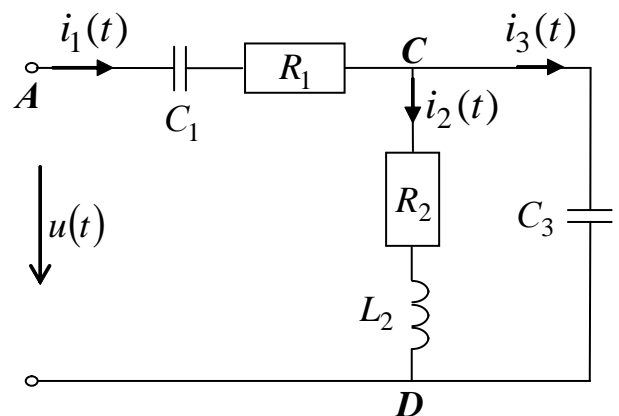 i₁(t)
C
i₃(t)
R₁
A
C₁
i₂(t)
R₂
C₃
u(t)
L₂
D